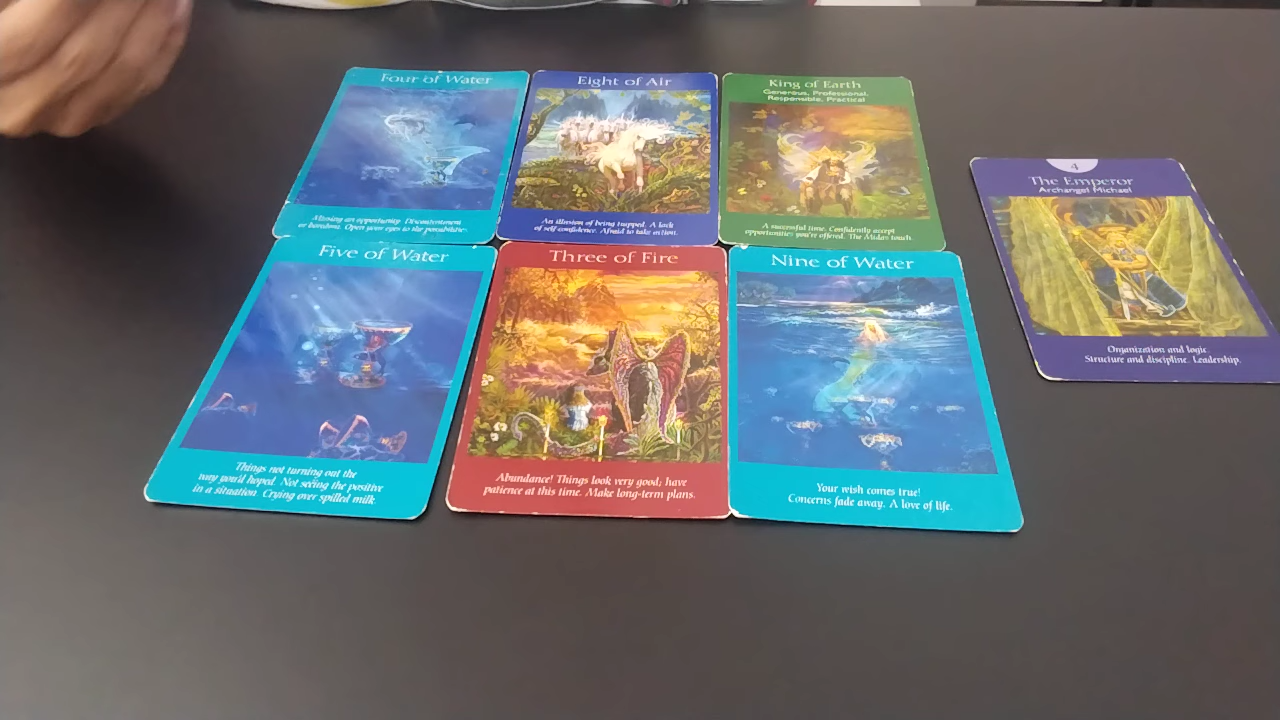 Four of Water
Missing an opportunity. Discontentment
or boredom. Open your eyes to the possibilities.
Eight of Air
An illusion of being trapped. A lack
of self-confidence. Afraid to take action.
King of Earth
Generous, Professional,
Responsible, Practical
A successful time. Confidently accept
opportunities you're offered. The Midas touch.
4
The Emperor
Archangel Michael
Organization and logic.
Structure and discipline. Leadership.
Five of Water
Things not turning out the
way you'd hoped. Not seeing the positive
in a situation. Crying over spilled milk.
Three of Fire
Abundance! Things look very good; have
patience at this time. Make long-term plans.
Nine of Water
Your wish comes true!
Concerns fade away. A love of life.